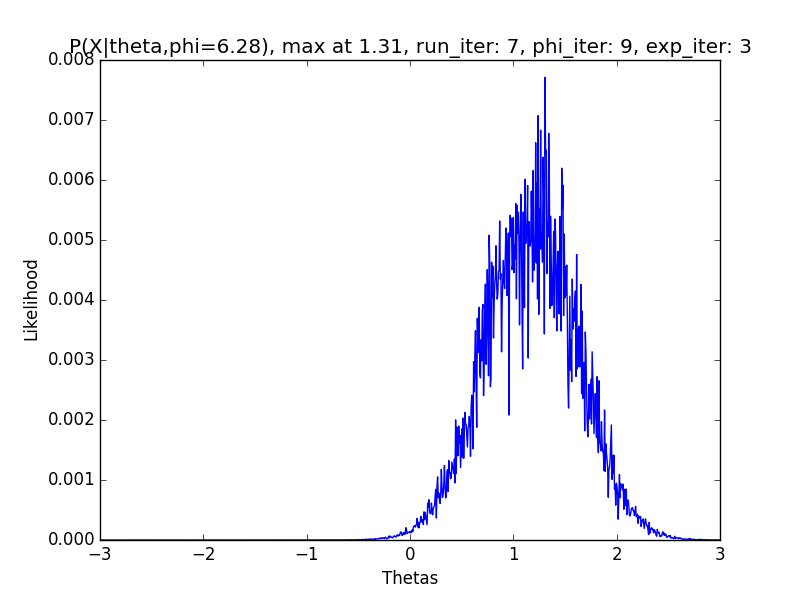 P(X|theta,phi=6.28), max at 1.31, run_iter: 7, phi_iter: 9, exp_iter: 3
0.008
0.007
0.006
0.005
0.004
0.003
0.002
0.001
0.000
Likelihood
−3 −2 −1 0 1 2 3
Thetas